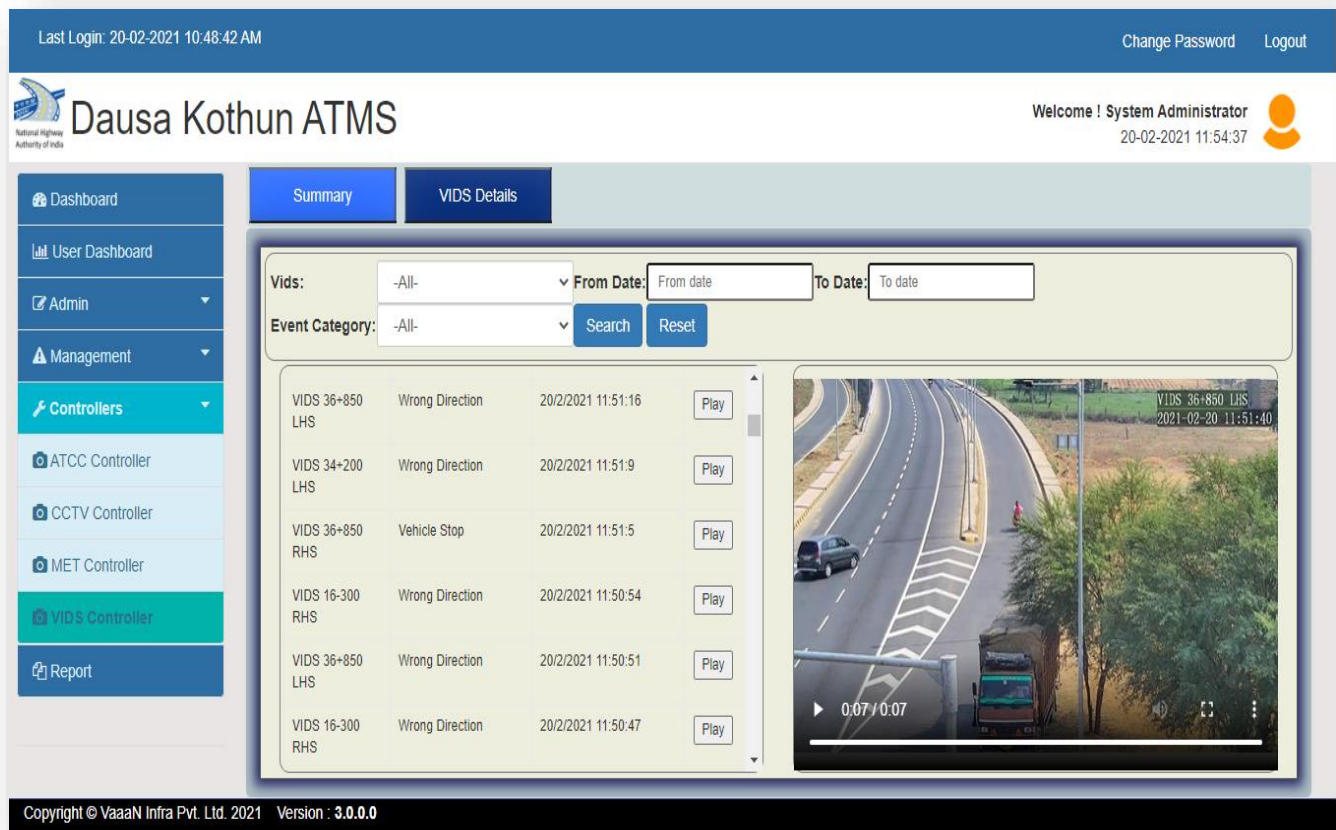 Last Login: 20-02-2021 10:48:42 AM
Change Password Logout
National Highway
Authority of India
Dausa Kothun ATMS
Welcome ! System Administrator
20-02-2021 11:54:37
Dashboard
User Dashboard
Admin
Management
Controllers
ATCC Controller
CCTV Controller
MET Controller
VIDS Controller
Report
Summary VIDS Details
Vids: -All- From Date: From date To Date: To date
Event Category: -All- Search Reset
VIDS 36+850 LHS Wrong Direction 20/2/2021 11:51:16 Play
VIDS 34+200 LHS Wrong Direction 20/2/2021 11:51:9 Play
VIDS 36+850 RHS Vehicle Stop 20/2/2021 11:51:5 Play
VIDS 16-300 RHS Wrong Direction 20/2/2021 11:50:54 Play
VIDS 36+850 LHS Wrong Direction 20/2/2021 11:50:51 Play
VIDS 16-300 RHS Wrong Direction 20/2/2021 11:50:47 Play
VIDS 36+850 LHS
2021-02-20 11:51:40
0:07 / 0:07
Copyright © VaaaN Infra Pvt. Ltd. 2021 Version : 3.0.0.0